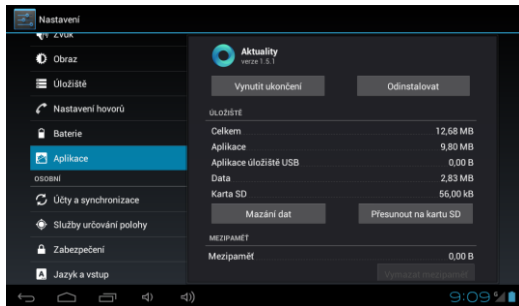 Nastavení
Zvuk
Obraz
Úložiště
Nastavení hovorů
Baterie
Aplikace
OSOBNÍ
Účty a synchronizace
Služby určování polohy
Zabezpečení
A Jazyk a vstup
Aktuality
verze 1.5.1
Vynutit ukončení Odinstalovat
ÚLOŽIŠTĚ
Celkem 12,68 MB
Aplikace 9,80 MB
Aplikace úložiště USB 0,00 B
Data 2,83 MB
Karta SD 56,00 kB
Mazání dat Přesunout na kartu SD
MEZIPAMĚŤ
Mezipaměť 0,00 B
Vymazat mezipaměť
9:09